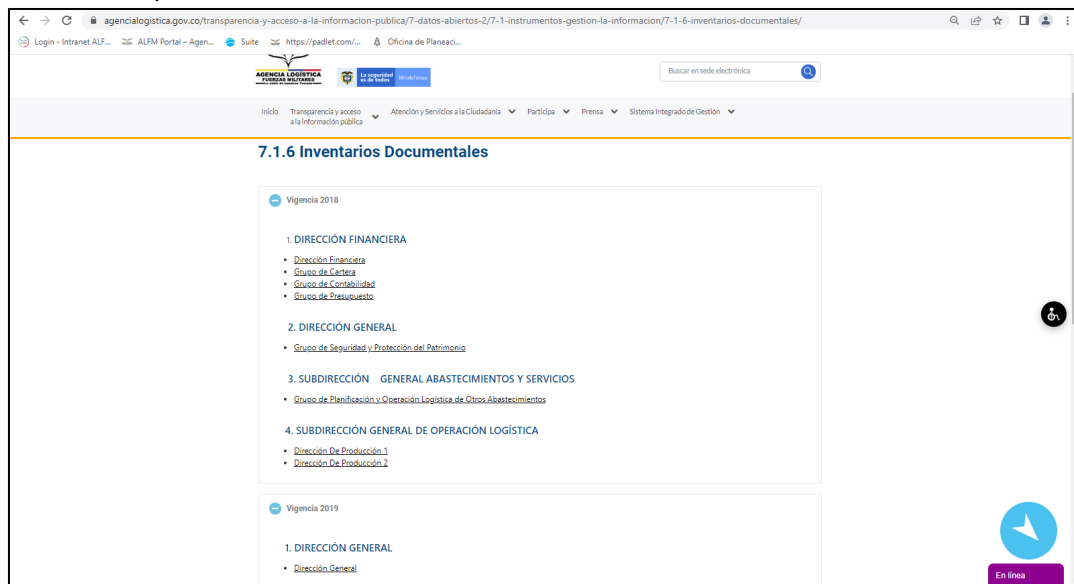 agencialogistica.gov.co/transparencia-y-acceso-a-la-informacion-publica/7-datos-abiertos-2/7-1-instrumentos-gestion-la-informacion/7-1-6-inventarios-documentales/
Login - Intranet ALF... ALFM Portal – Agen... Suite https://padlet.com/... Oficina de Planeaci...
AGENCIA LOGÍSTICA
FUERZAS MILITARES
La seguridad es de todos Mindefensa
Buscar en sede electrónica
Inicio Transparencia y acceso a la información pública Atención y Servicios a la Ciudadanía Participa Prensa Sistema Integrado de Gestión
7.1.6 Inventarios Documentales
Vigencia 2018
1. DIRECCIÓN FINANCIERA
• Dirección Financiera
• Grupo de Cartera
• Grupo de Contabilidad
• Grupo de Presupuesto
2. DIRECCIÓN GENERAL
• Grupo de Seguridad y Protección del Patrimonio
3. SUBDIRECCIÓN GENERAL ABASTECIMIENTOS Y SERVICIOS
• Grupo de Planificación y Operación Logística de Otros Abastecimientos
4. SUBDIRECCIÓN GENERAL DE OPERACIÓN LOGÍSTICA
• Dirección De Producción 1
• Dirección De Producción 2
Vigencia 2019
1. DIRECCIÓN GENERAL
• Dirección General
En línea